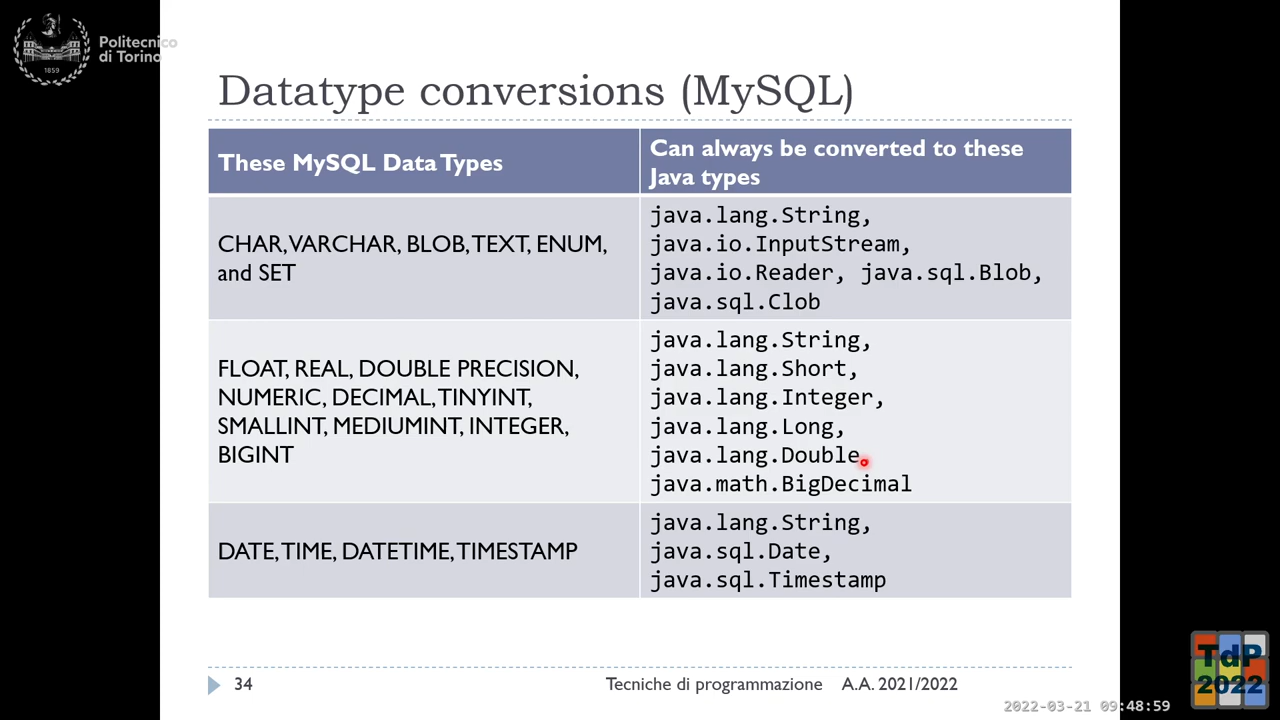 Politecnico
di Torino
1859
Datatype conversions (MySQL)
These MySQL Data Types
Can always be converted to these
Java types
CHAR, VARCHAR, BLOB, TEXT, ENUM,
and SET
java.lang.String,
java.io.InputStream,
java.io.Reader, java.sql.Blob,
java.sql.Clob
FLOAT, REAL, DOUBLE PRECISION,
NUMERIC, DECIMAL, TINYINT,
SMALLINT, MEDIUMINT, INTEGER,
BIGINT
java.lang.String,
java.lang.Short,
java.lang.Integer,
java.lang.Long,
java.lang.Double,
java.math.BigDecimal
DATE, TIME, DATETIME, TIMESTAMP
java.lang.String,
java.sql.Date,
java.sql.Timestamp
34
Tecniche di programmazione A.A. 2021/2022
TdP
2022
2022-03-21 09:48:59